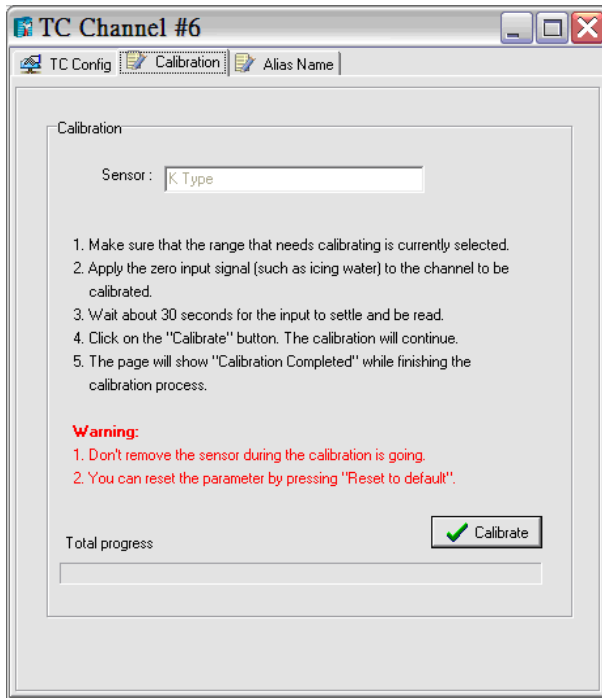 TC Channel #6
TC Config
Calibration
Alias Name
Calibration
Sensor :
K Type
1. Make sure that the range that needs calibrating is currently selected.
2. Apply the zero input signal (such as icing water) to the channel to be
calibrated.
3. Wait about 30 seconds for the input to settle and be read.
4. Click on the "Calibrate" button. The calibration will continue.
5. The page will show "Calibration Completed" while finishing the
calibration process.
Warning:
1. Don't remove the sensor during the calibration is going.
2. You can reset the parameter by pressing "Reset to default".
Calibrate
Total progress